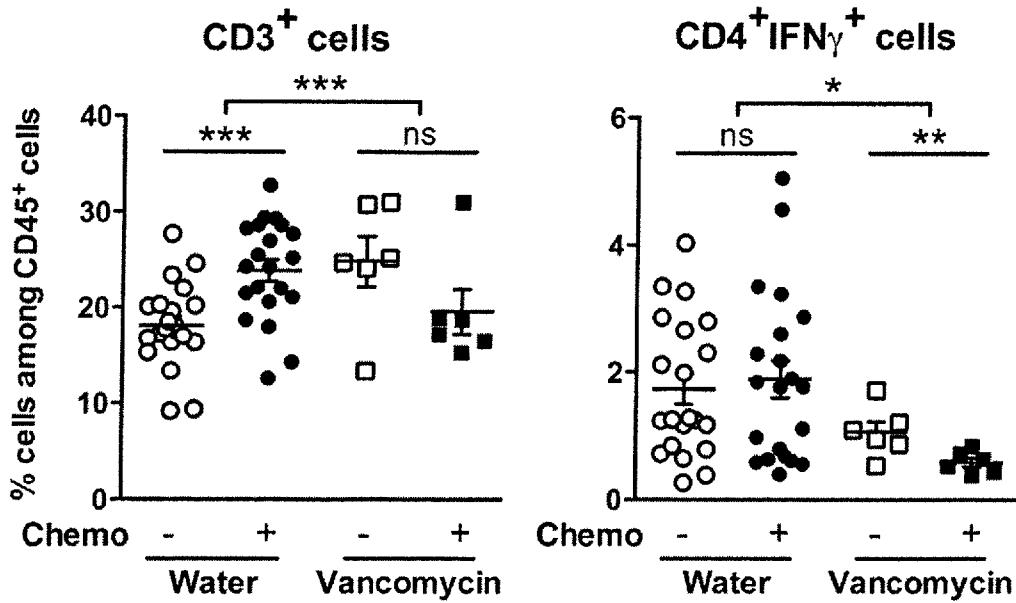 CD3+ cells
***
*** ns
% cells among CD45+ cells
40
30
20
10
0
Chemo - + - +
Water Vancomycin
CD4+IFNγ+ cells
*
ns **
6
4
2
0
Chemo - + - +
Water Vancomycin